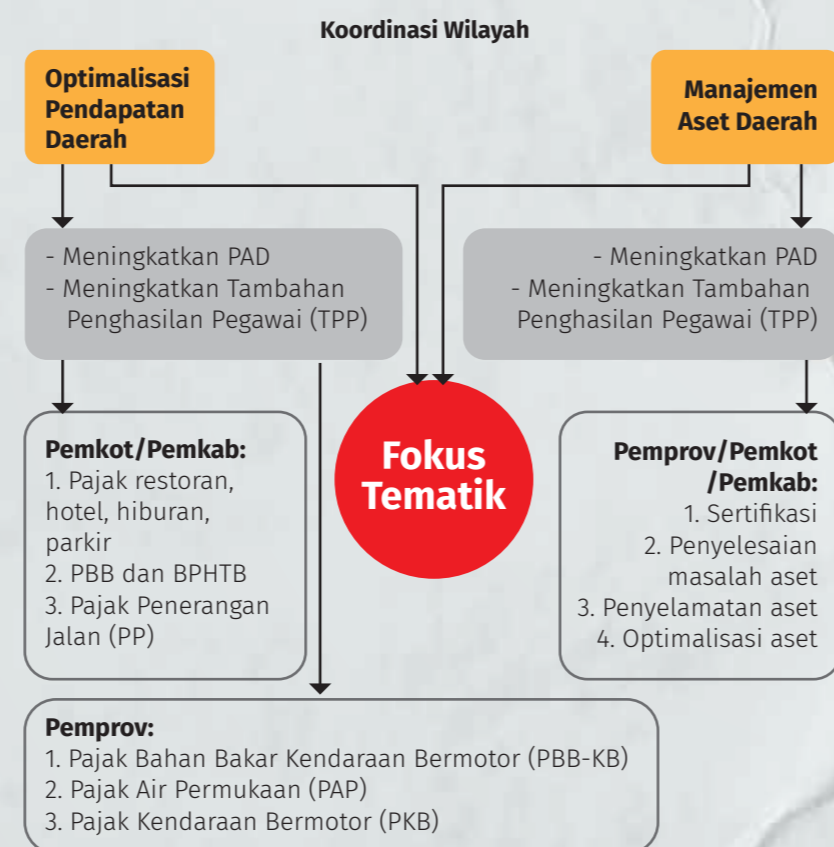 Koordinasi Wilayah
Optimalisasi
Pendapatan
Daerah
Manajemen
Aset Daerah
- Meningkatkan PAD
- Meningkatkan Tambahan
Penghasilan Pegawai (TPP)
- Meningkatkan PAD
- Meningkatkan Tambahan
Penghasilan Pegawai (TPP)
Fokus
Tematik
Pemkot/Pemkab:
1. Pajak restoran,
hotel, hiburan,
parkir
2. PBB dan BPHTB
3. Pajak Penerangan
Jalan (PP)
Pemprov/Pemkot
/Pemkab:
1. Sertifikasi
2. Penyelesaian
masalah aset
3. Penyelamatan aset
4. Optimalisasi aset
Pemprov:
1. Pajak Bahan Bakar Kendaraan Bermotor (PBB-KB)
2. Pajak Air Permukaan (PAP)
3. Pajak Kendaraan Bermotor (PKB)